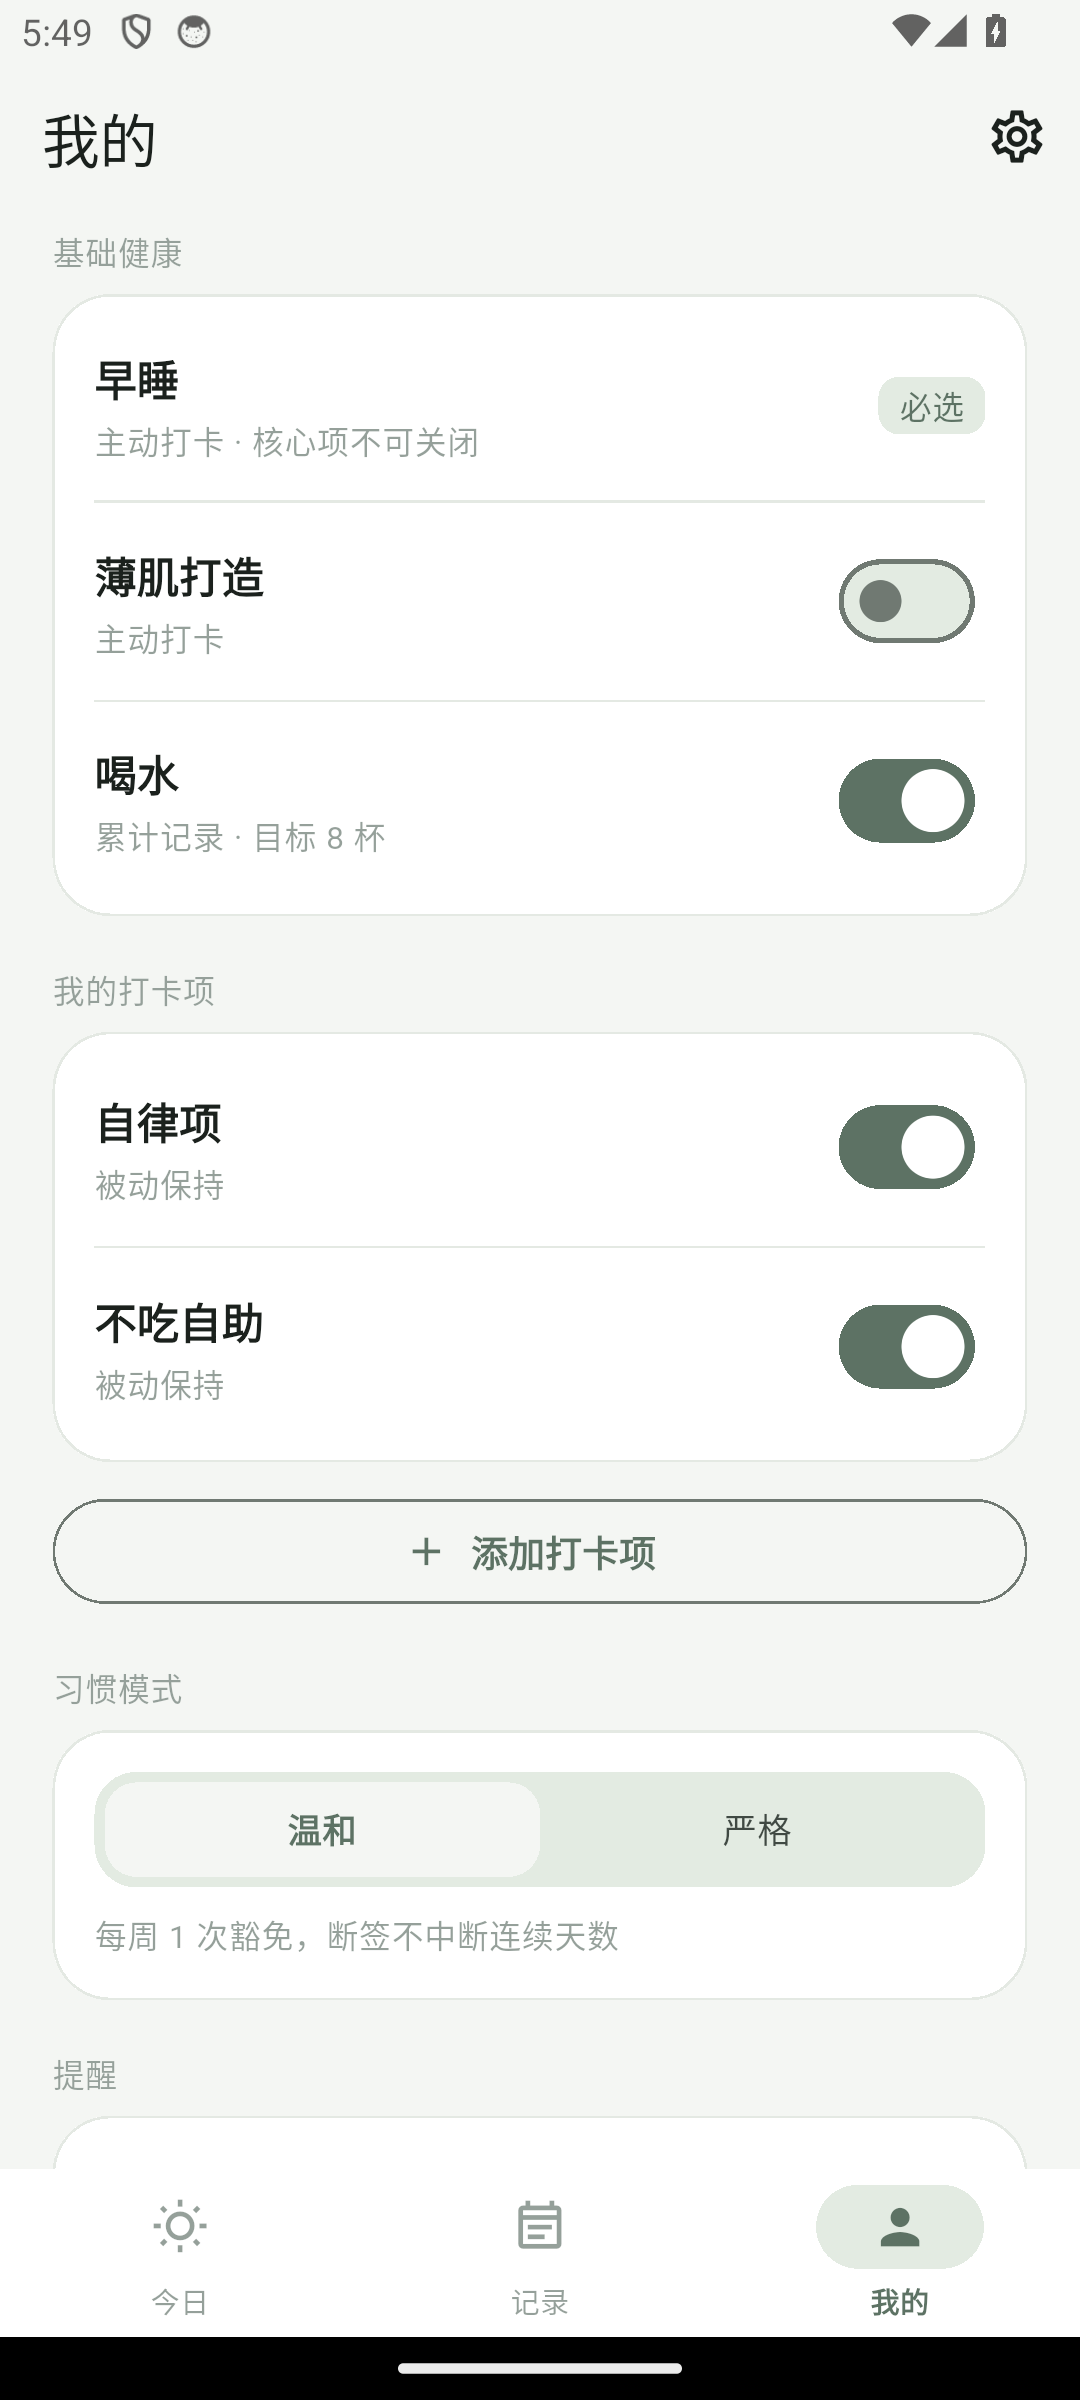 5:49
我的
基础健康
早睡
主动打卡 · 核心项不可关闭
必选
薄肌打造
主动打卡
喝水
累计记录 · 目标 8 杯
我的打卡项
自律项
被动保持
不吃自助
被动保持
+ 添加打卡项
习惯模式
温和
严格
每周 1 次豁免，断签不中断连续天数
提醒
今日
记录
我的